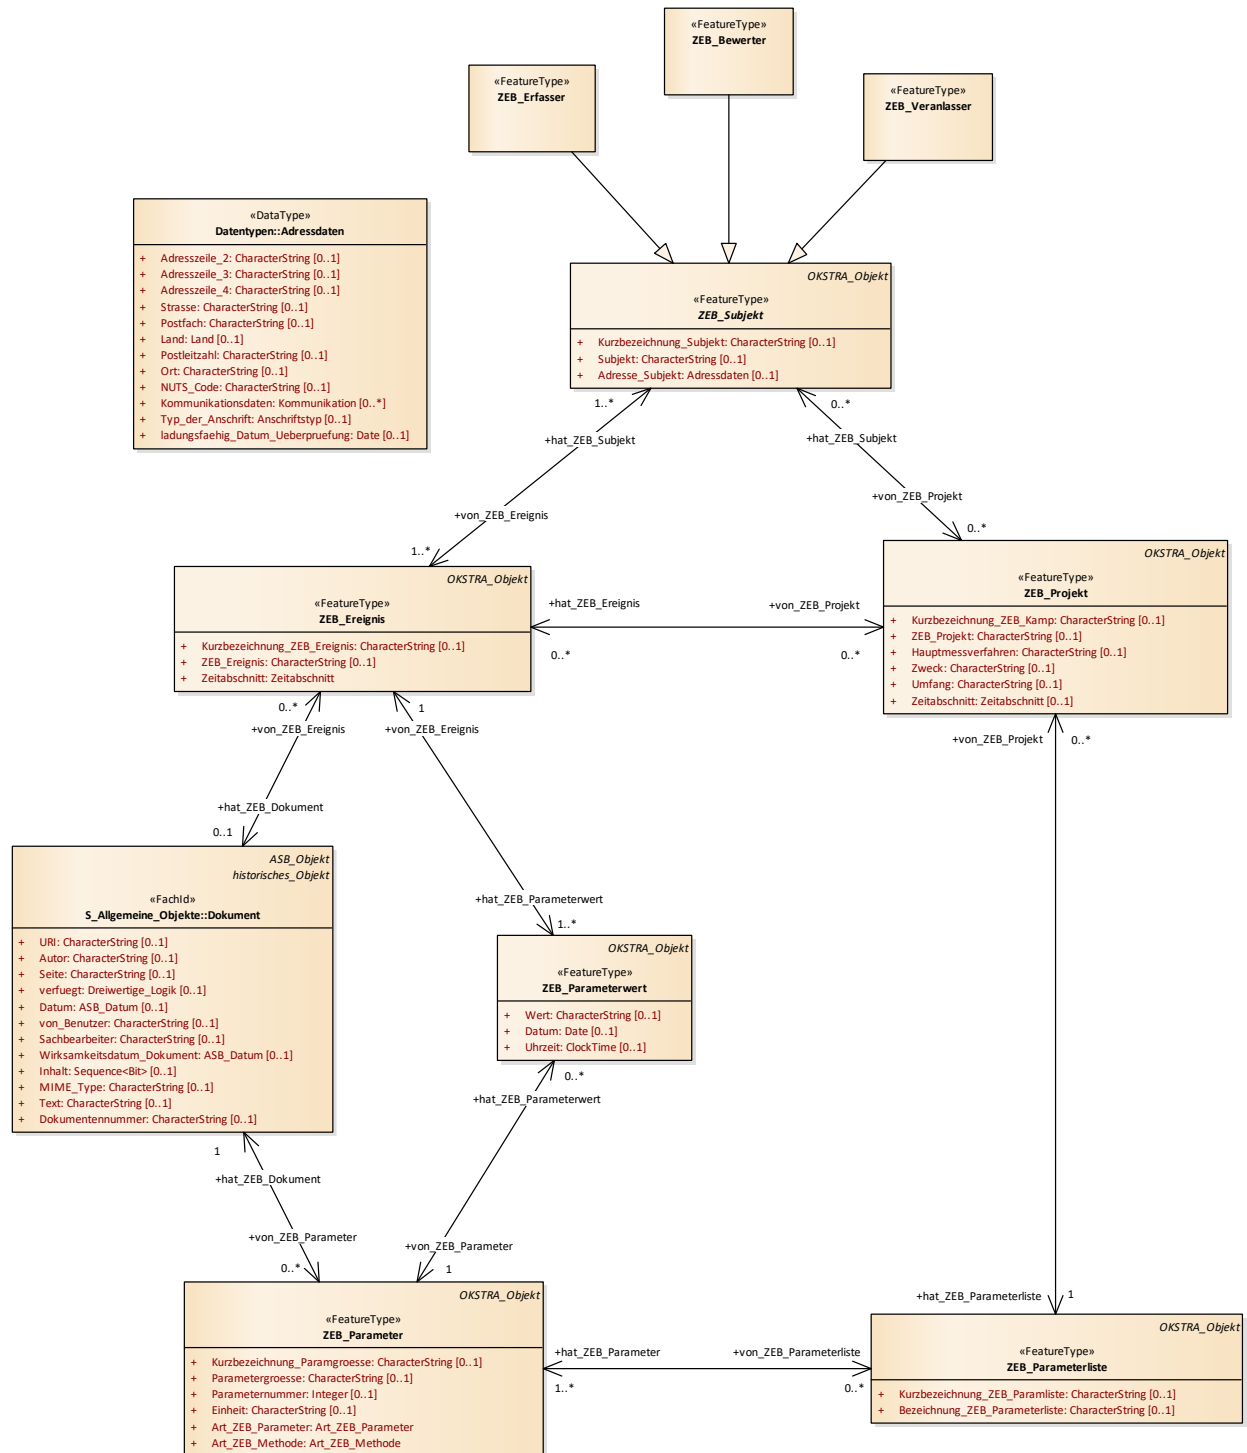 «FeatureType»
ZEB_Bewerter
«FeatureType»
ZEB_Erfasser
«FeatureType»
ZEB_Veranlasser
«DataType»
Datentypen::Adressdaten
+ Adresszeile_2: CharacterString [0..1]
+ Adresszeile_3: CharacterString [0..1]
+ Adresszeile_4: CharacterString [0..1]
+ Strasse: CharacterString [0..1]
+ Postfach: CharacterString [0..1]
+ Land: Land [0..1]
+ Postleitzahl: CharacterString [0..1]
+ Ort: CharacterString [0..1]
+ NUTS_Code: CharacterString [0..1]
+ Kommunikationsdaten: Kommunikation [0..*]
+ Typ_der_Anschrift: Anschriftstyp [0..1]
+ ladungsfaehig_Datum_Ueberpruefung: Date [0..1]
OKSTRA_Objekt
«FeatureType»
ZEB_Subjekt
+ Kurzbezeichnung_Subjekt: CharacterString [0..1]
+ Subjekt: CharacterString [0..1]
+ Adresse_Subjekt: Adressdaten [0..1]
1..*
0..*
+hat_ZEB_Subjekt
+hat_ZEB_Subjekt
+von_ZEB_Projekt
+von_ZEB_Ereignis
0..*
1..*
OKSTRA_Objekt
«FeatureType»
ZEB_Ereignis
+ Kurzbezeichnung_ZEB_Ereignis: CharacterString [0..1]
+ ZEB_Ereignis: CharacterString [0..1]
+ Zeitabschnitt: Zeitabschnitt
+hat_ZEB_Ereignis
+von_ZEB_Projekt
0..*
0..*
OKSTRA_Objekt
«FeatureType»
ZEB_Projekt
+ Kurzbezeichnung_ZEB_Kamp: CharacterString [0..1]
+ ZEB_Projekt: CharacterString [0..1]
+ Hauptmessverfahren: CharacterString [0..1]
+ Zweck: CharacterString [0..1]
+ Umfang: CharacterString [0..1]
+ Zeitabschnitt: Zeitabschnitt [0..1]
0..*
1
+von_ZEB_Ereignis
+von_ZEB_Ereignis
+von_ZEB_Projekt
0..*
+hat_ZEB_Dokument
0..1
ASB_Objekt
historisches_Objekt
«FachId»
S_Allgemeine_Objekte::Dokument
+ URI: CharacterString [0..1]
+ Autor: CharacterString [0..1]
+ Seite: CharacterString [0..1]
+ verfuegt: Dreiwertige_Logik [0..1]
+ Datum: ASB_Datum [0..1]
+ von_Benutzer: CharacterString [0..1]
+ Sachbearbeiter: CharacterString [0..1]
+ Wirksamkeitsdatum_Dokument: ASB_Datum [0..1]
+ Inhalt: Sequence<Bit> [0..1]
+ MIME_Type: CharacterString [0..1]
+ Text: CharacterString [0..1]
+ Dokumentennummer: CharacterString [0..1]
+hat_ZEB_Parameterwert
1..*
OKSTRA_Objekt
«FeatureType»
ZEB_Parameterwert
+ Wert: CharacterString [0..1]
+ Datum: Date [0..1]
+ Uhrzeit: ClockTime [0..1]
0..*
+hat_ZEB_Parameterwert
1
+hat_ZEB_Dokument
+von_ZEB_Parameter
0..*
+von_ZEB_Parameter
1
OKSTRA_Objekt
«FeatureType»
ZEB_Parameter
+ Kurzbezeichnung_Paramgroesse: CharacterString [0..1]
+ Parametergroesse: CharacterString [0..1]
+ Parameternummer: Integer [0..1]
+ Einheit: CharacterString [0..1]
+ Art_ZEB_Parameter: Art_ZEB_Parameter
+ Art_ZEB_Methode: Art_ZEB_Methode
+hat_ZEB_Parameter
+von_ZEB_Parameterliste
1..*
0..*
+hat_ZEB_Parameterliste
1
OKSTRA_Objekt
«FeatureType»
ZEB_Parameterliste
+ Kurzbezeichnung_ZEB_Paramliste: CharacterString [0..1]
+ Bezeichnung_ZEB_Parameterliste: CharacterString [0..1]